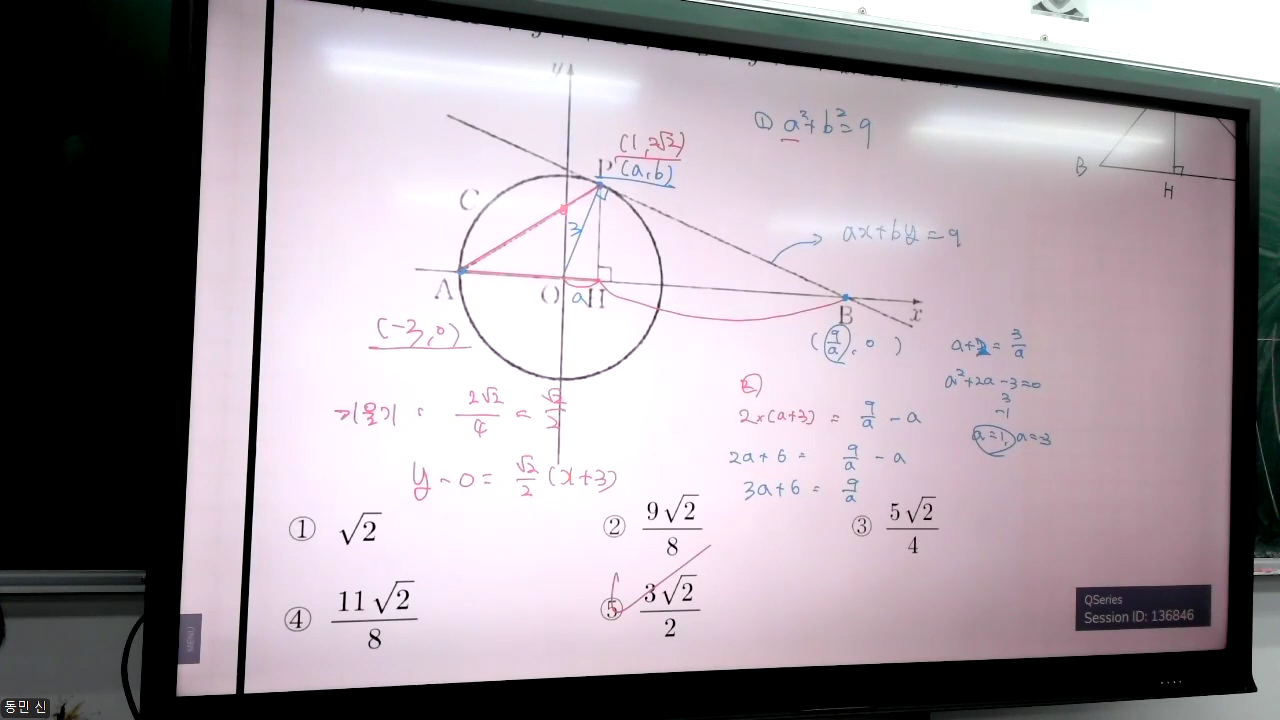 y
① a²+b²=9
(1, 2√2)
P (a, b)
C
B
H
3
ax+by=9
A
O
a
H
B
x
(-3, 0)
(9/a, 0)
a+2 = 3/a
a²+2a-3=0
3
-1
a=1, a=-3
기울기 = 2√2/4 = √2/2
②
2×(a+3) = 9/a - a
2a+6 = 9/a - a
3a+6 = 9/a
y-0 = √2/2 (x+3)
① √2
② 9√2/8
③ 5√2/4
④ 11√2/8
⑤ 3√2/2
QSeries
Session ID: 136846
동민 신